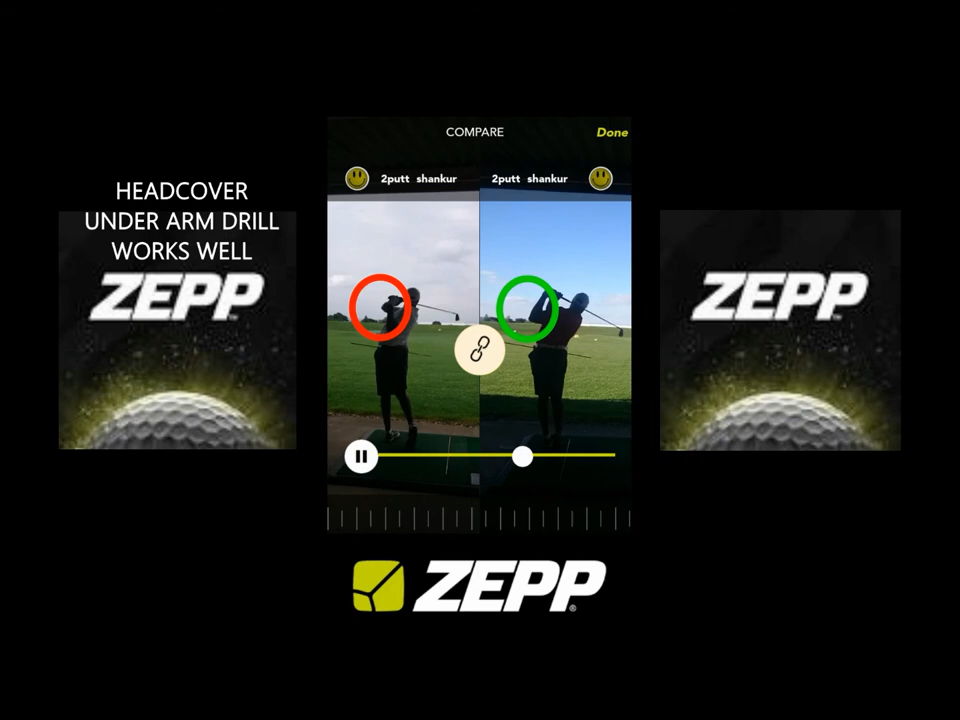 COMPARE
Done
2putt shankur
2putt shankur
HEADCOVER
UNDER ARM DRILL
WORKS WELL
ZEPP
ZEPP
ZEPP®